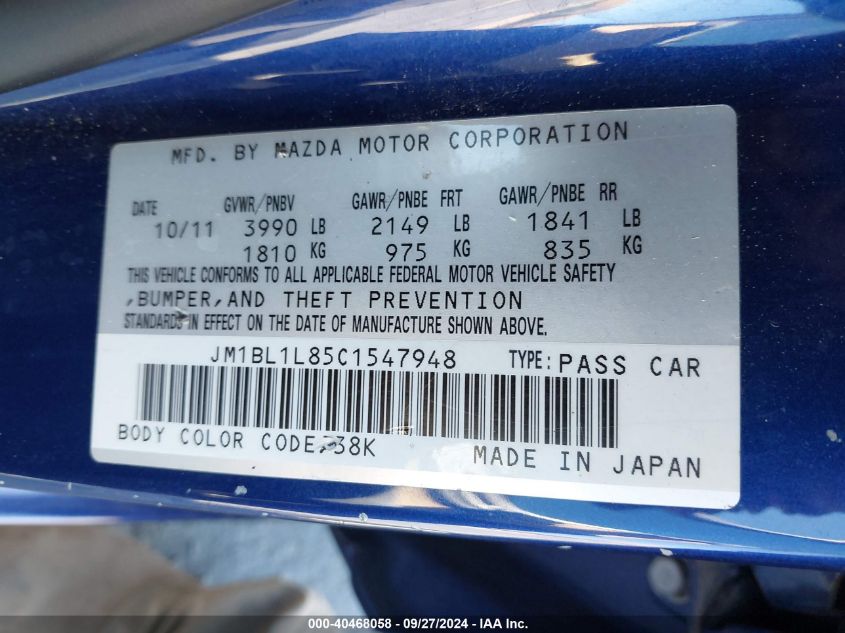 MFD. BY MAZDA MOTOR CORPORATION
DATE GVWR/PNBV GAWR/PNBE FRT GAWR/PNBE RR
10/11 3990 LB 2149 LB 1841 LB
1810 KG 975 KG 835 KG
THIS VEHICLE CONFORMS TO ALL APPLICABLE FEDERAL MOTOR VEHICLE SAFETY
,BUMPER,AND THEFT PREVENTION
STANDARDS IN EFFECT ON THE DATE OF MANUFACTURE SHOWN ABOVE.
JM1BL1L85C1547948 TYPE: PASS CAR
BODY COLOR CODE: 38K MADE IN JAPAN
000-40468058 - 09/27/2024 - IAA, Inc.